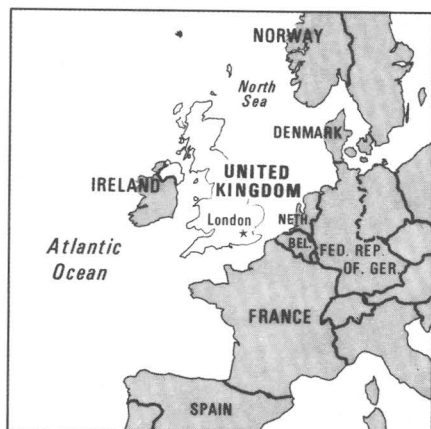 NORWAY
North
Sea
DENMARK
UNITED
KINGDOM
IRELAND
London
NETH.
BEL.
FED. REP.
OF. GER.
Atlantic
Ocean
FRANCE
SPAIN